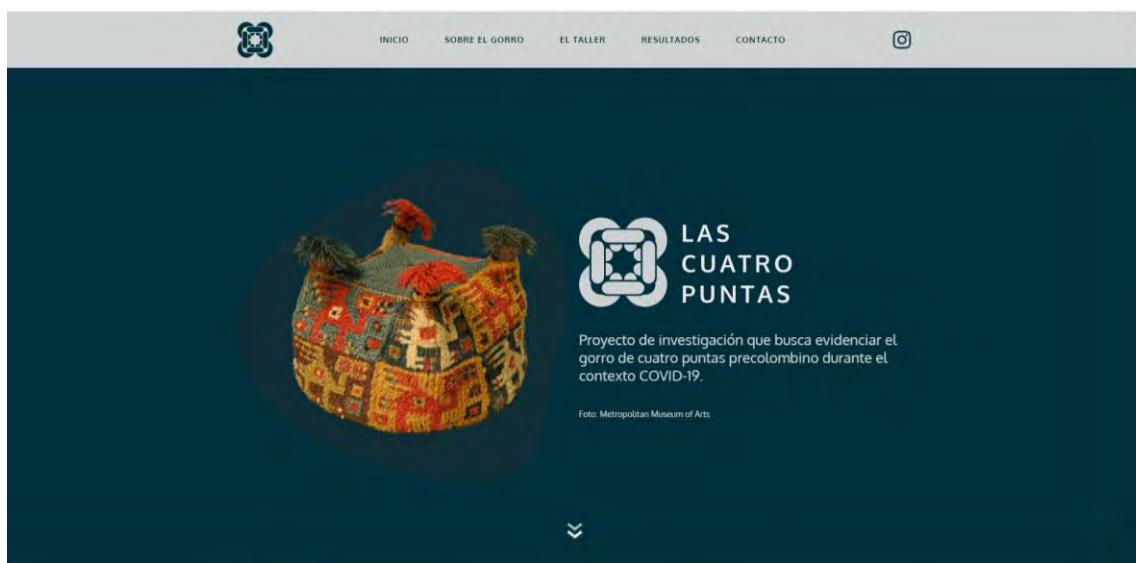 INICIO SOBRE EL GORRO EL TALLER RESULTADOS CONTACTO
LAS
CUATRO
PUNTAS
Proyecto de investigación que busca evidenciar el
gorro de cuatro puntas precolombino durante el
contexto COVID-19.
Foto: Metropolitan Museum of Arts